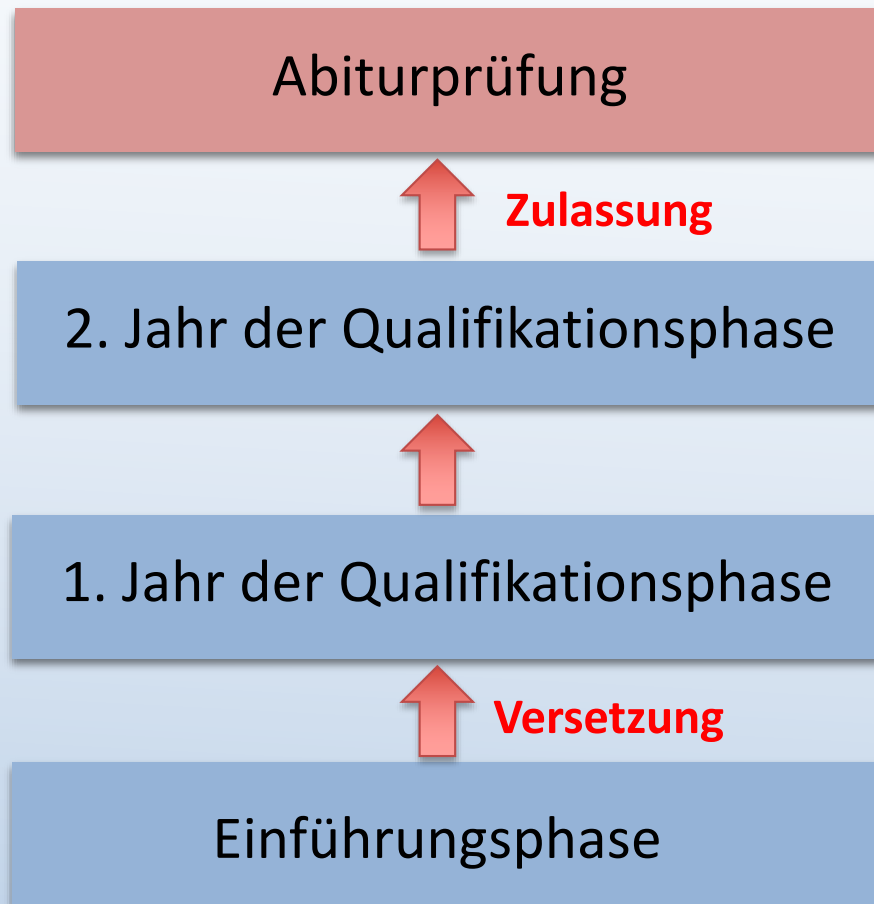 Abiturprüfung
Zulassung
2. Jahr der Qualifikationsphase
1. Jahr der Qualifikationsphase
Versetzung
Einführungsphase